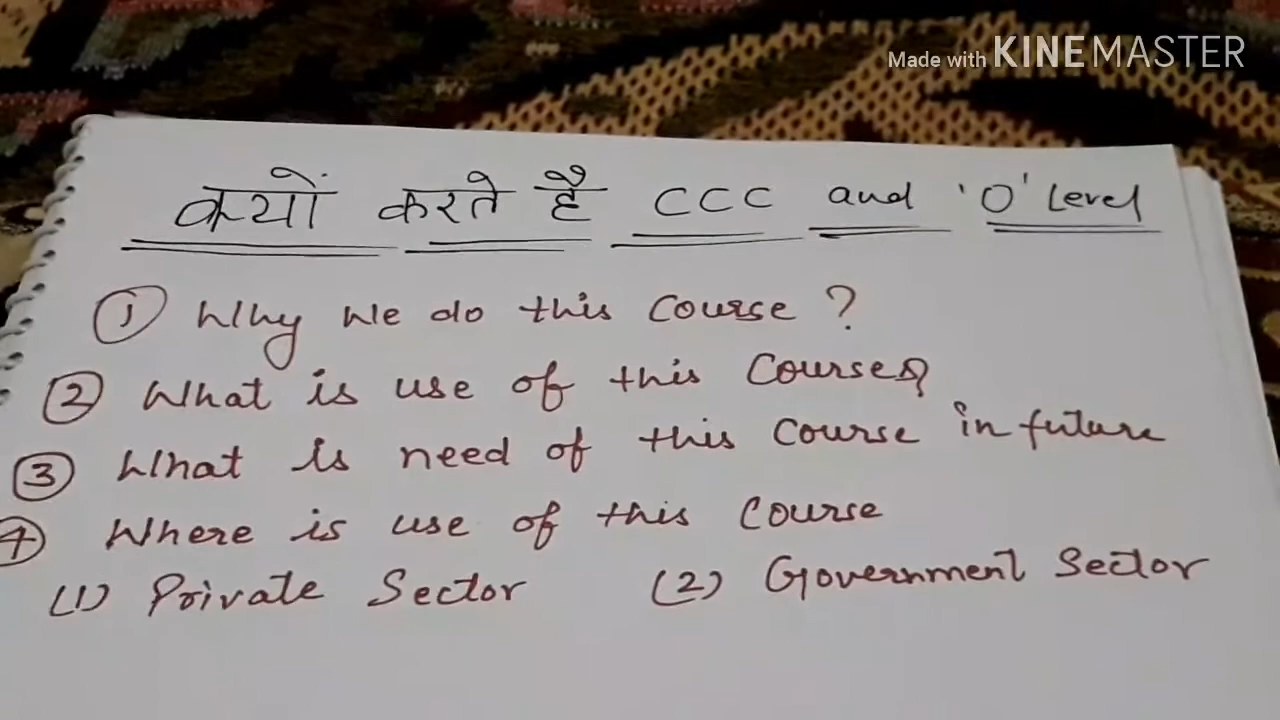 Made with KINEMASTER
क्यों करते है CCC and 'O' Level
① Why we do this Course ?
② What is use of this Courses?
③ What is need of this Course in future
④ Where is use of this Course
(1) Private Sector (2) Government Sector